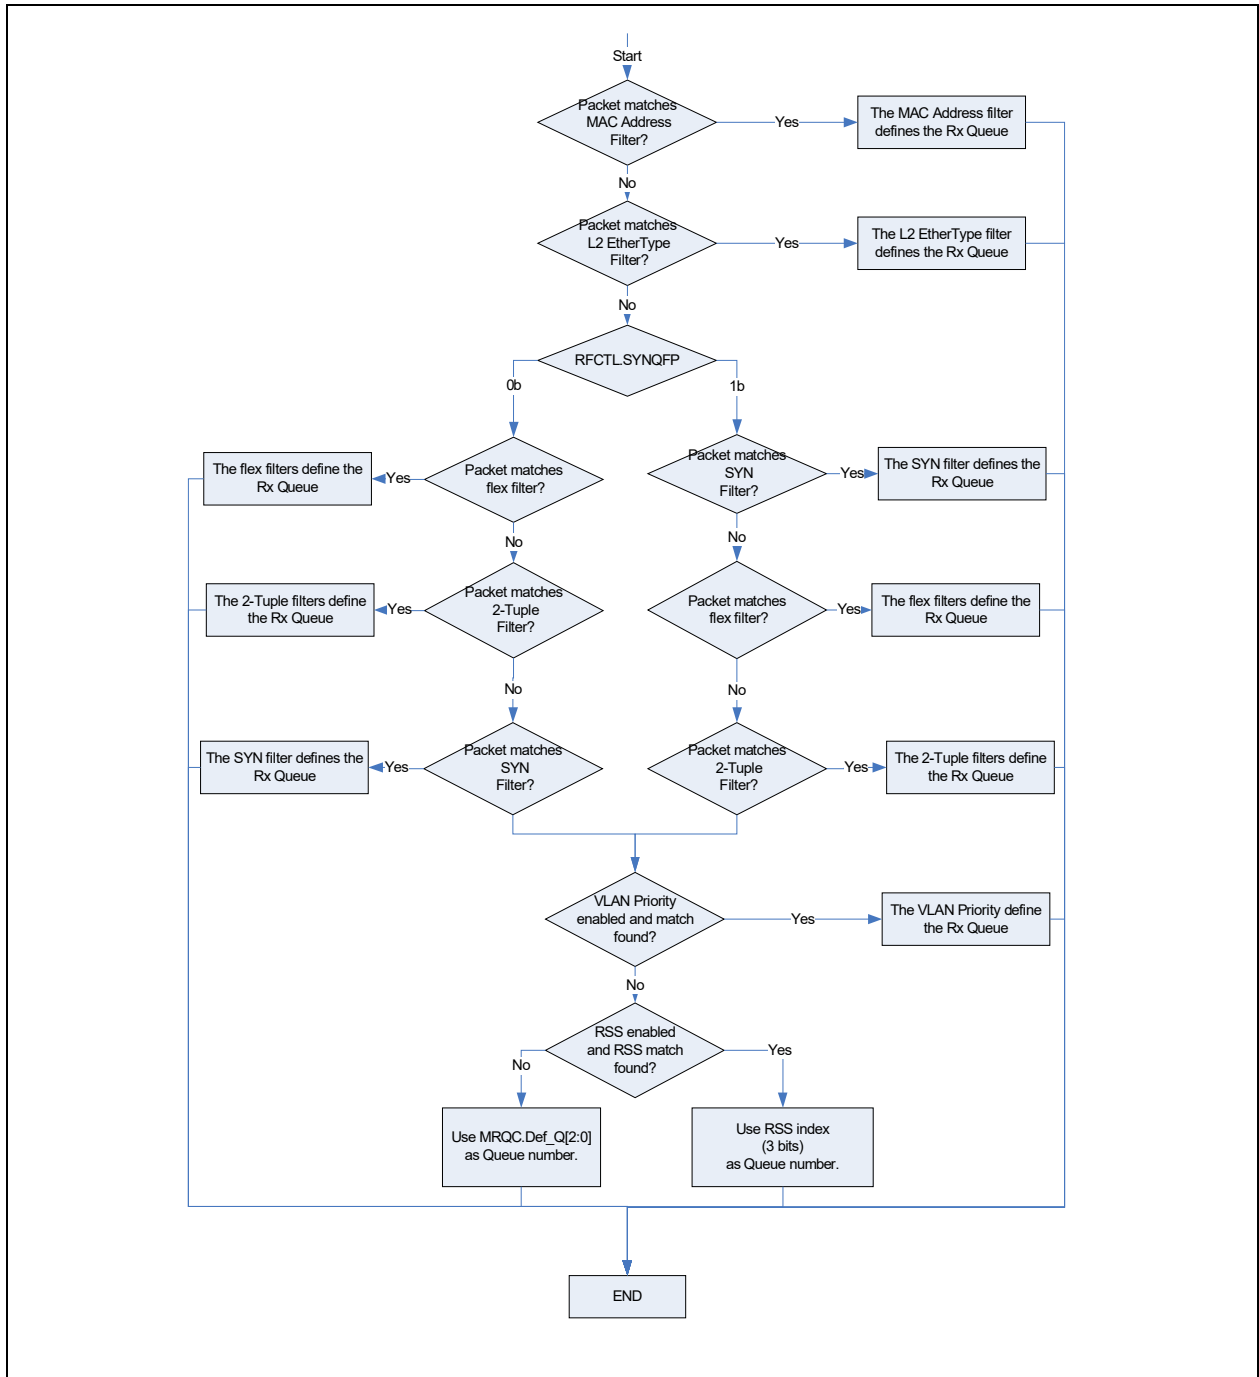 Start
Packet matches
MAC Address
Filter?
Yes
The MAC Address filter
defines the Rx Queue
No
Packet matches
L2 EtherType
Filter?
Yes
The L2 EtherType filter
defines the Rx Queue
No
RFCTL.SYNQFP
0b
1b
The flex filters define the
Rx Queue
Yes
Packet matches
flex filter?
Packet matches
SYN
Filter?
Yes
The SYN filter defines the
Rx Queue
No
No
The 2-Tuple filters define
the Rx Queue
Yes
Packet matches
2-Tuple
Filter?
Packet matches
flex filter?
Yes
The flex filters define the
Rx Queue
No
No
The SYN filter defines the
Rx Queue
Yes
Packet matches
SYN
Filter?
Packet matches
2-Tuple
Filter?
Yes
The 2-Tuple filters define
the Rx Queue
VLAN Priority
enabled and match
found?
Yes
The VLAN Priority define
the Rx Queue
No
RSS enabled
and RSS match
found?
No
Yes
Use MRQC.Def_Q[2:0]
as Queue number.
Use RSS index
(3 bits)
as Queue number.
END